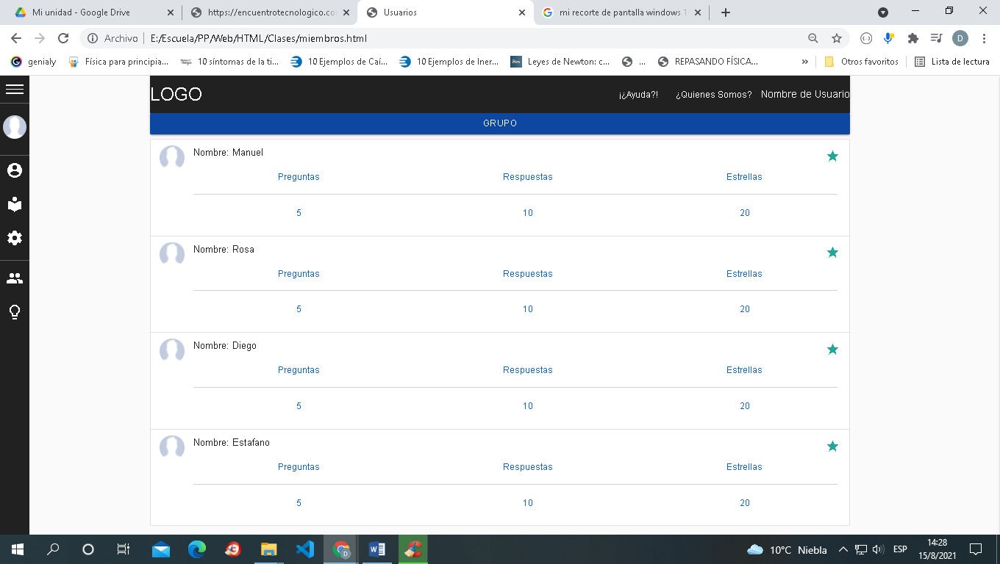 Mi unidad - Google Drive
https://encuentrotecnologico.co
Usuarios
mi recorte de pantalla windows 1
Archivo | E:/Escuela/PP/Web/HTML/Clases/miembros.html
D
genialy
Física para principia...
10 síntomas de la ti...
10 Ejemplos de Caí...
10 Ejemplos de Iner...
Leyes de Newton: c...
...
REPASANDO FÍSICA...
»
Otros favoritos
Lista de lectura
LOGO
¡¿Ayuda?!
¿Quienes Somos?
Nombre de Usuario
GRUPO
Nombre: Manuel
Preguntas Respuestas Estrellas
5 10 20
Nombre: Rosa
Preguntas Respuestas Estrellas
5 10 20
Nombre: Diego
Preguntas Respuestas Estrellas
5 10 20
Nombre: Estafano
Preguntas Respuestas Estrellas
5 10 20
10°C Niebla
ESP
14:28
15/8/2021